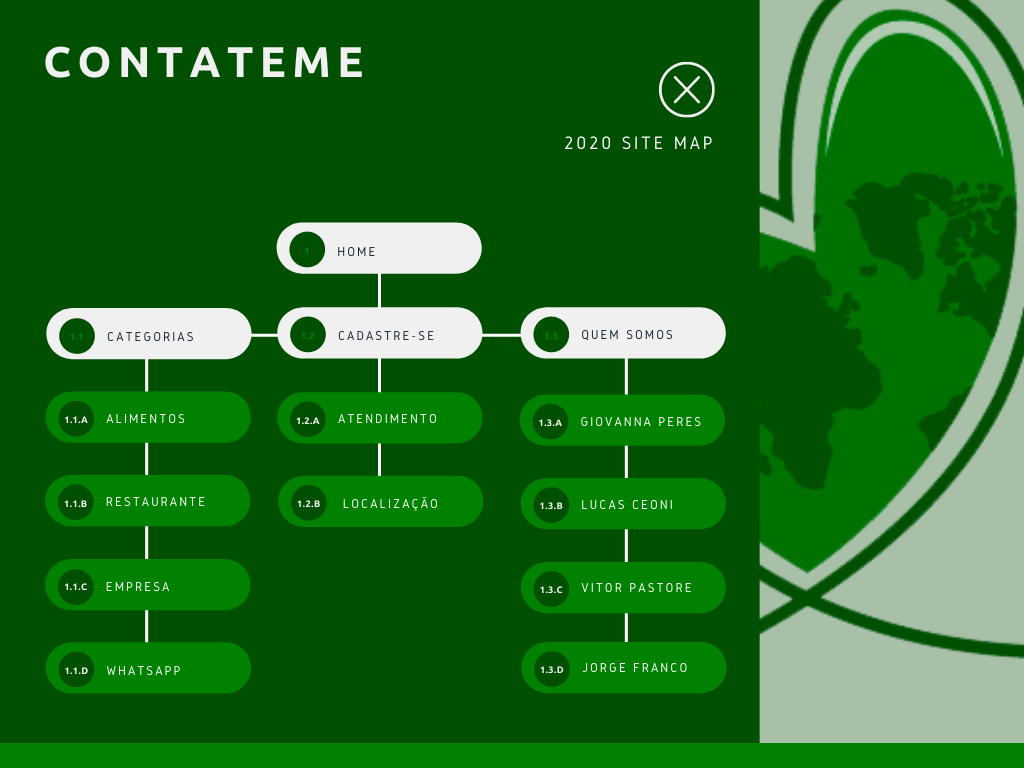 CONTATEME
2020 SITE MAP
1 HOME
1.1 CATEGORIAS
1.2 CADASTRE-SE
1.3 QUEM SOMOS
1.1.A ALIMENTOS
1.2.A ATENDIMENTO
1.3.A GIOVANNA PERES
1.1.B RESTAURANTE
1.2.B LOCALIZAÇÃO
1.3.B LUCAS CEONI
1.1.C EMPRESA
1.3.C VITOR PASTORE
1.1.D WHATSAPP
1.3.D JORGE FRANCO